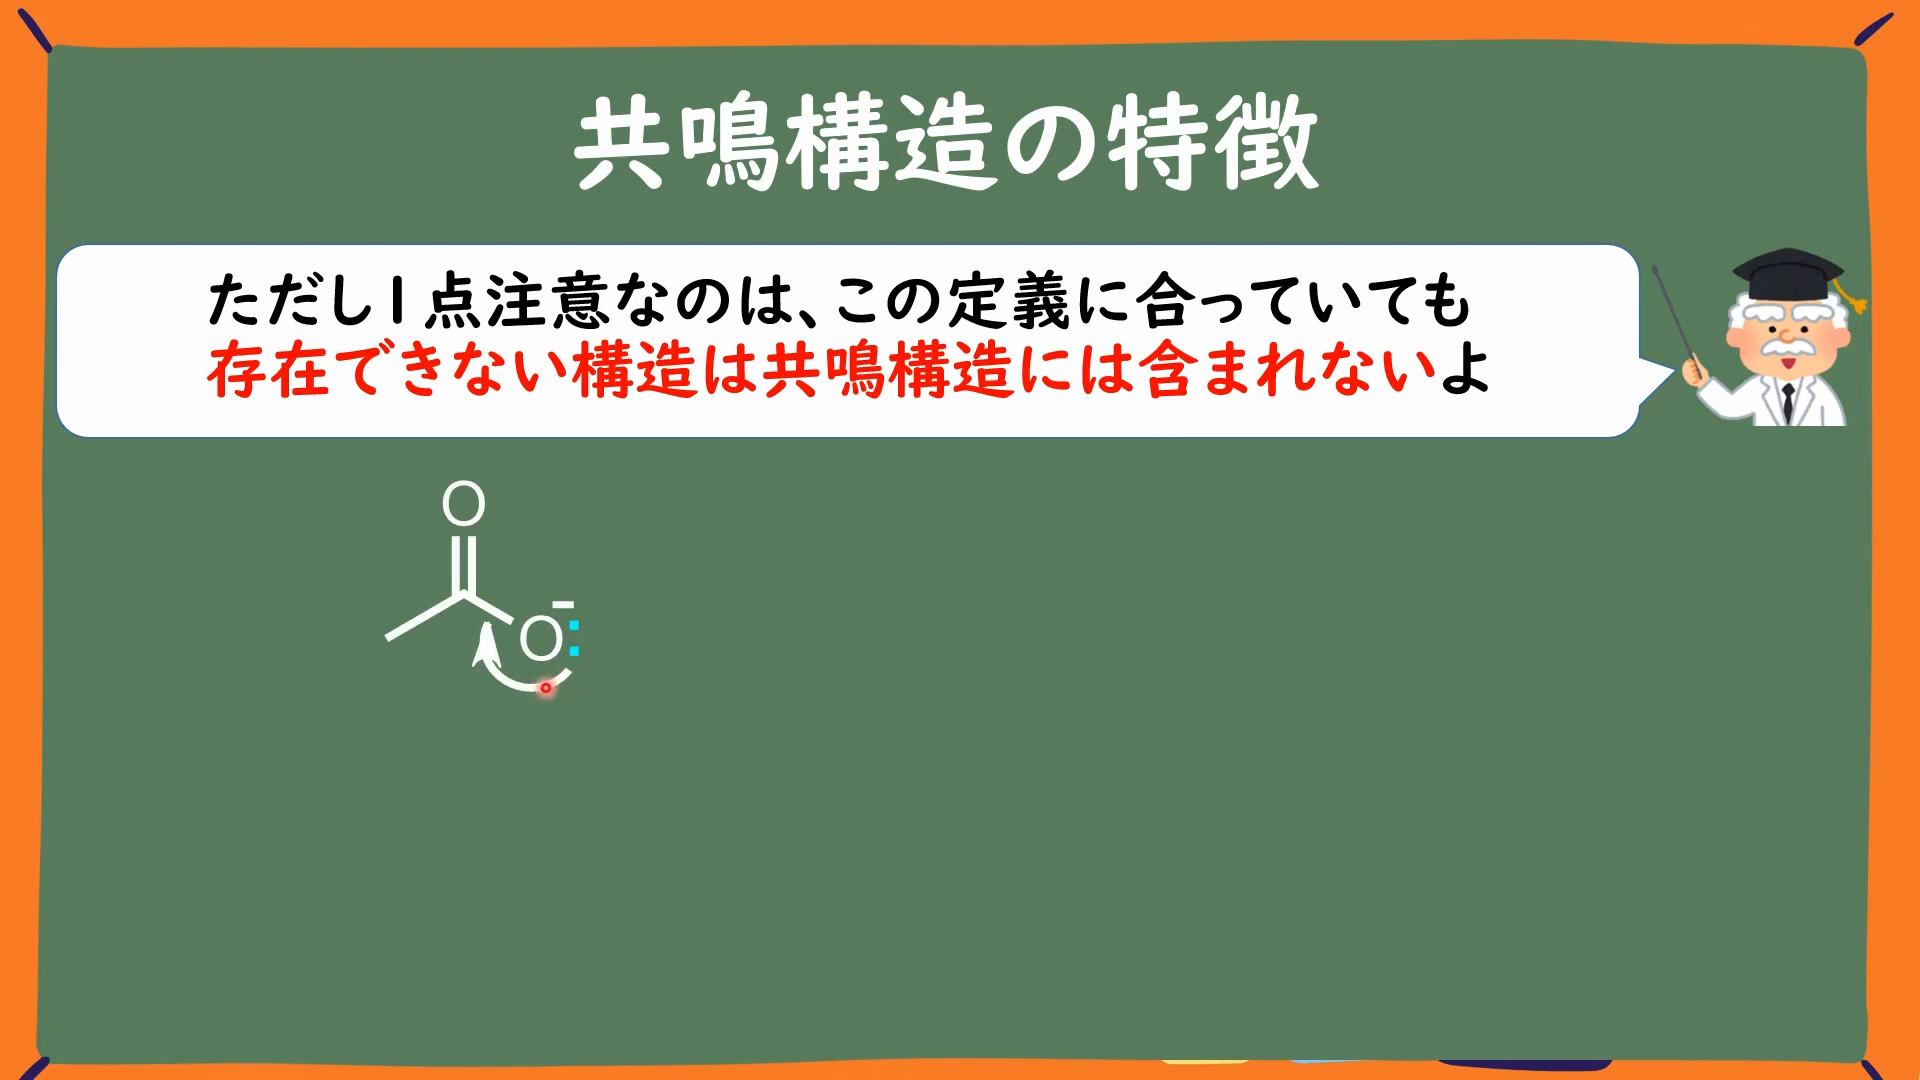 共鳴構造の特徴
ただし1点注意なのは、この定義に合っていても
存在できない構造は共鳴構造には含まれないよ
O
O
−
: